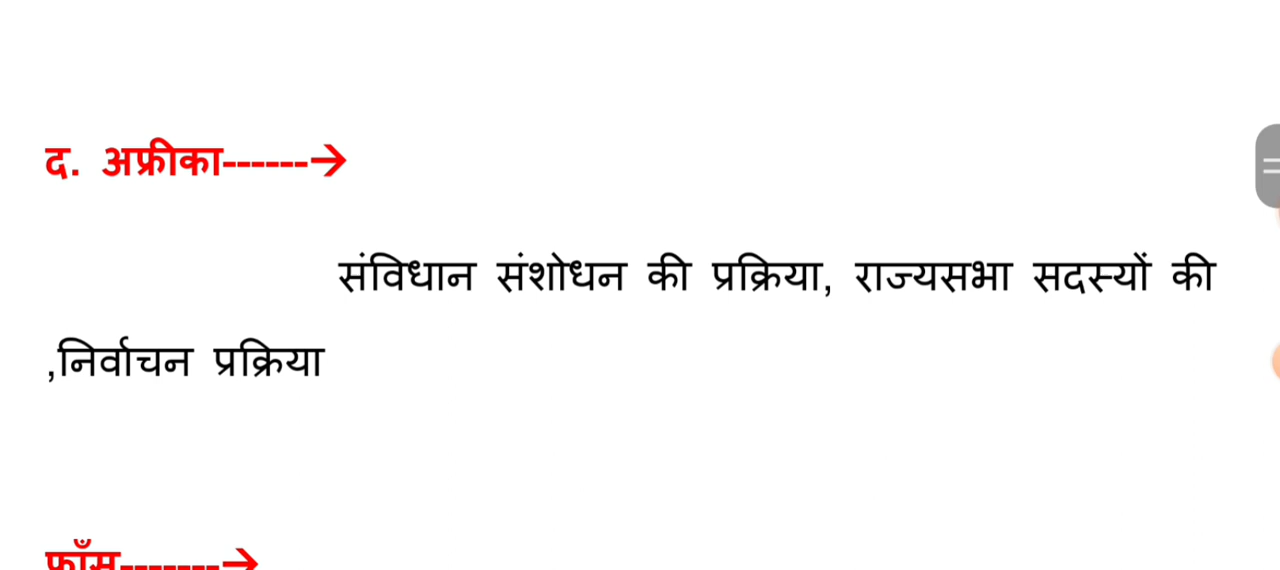 द. अफ्रीका------→
संविधान संशोधन की प्रक्रिया, राज्यसभा सदस्यों की
,निर्वाचन प्रक्रिया
फ्राँस-------→